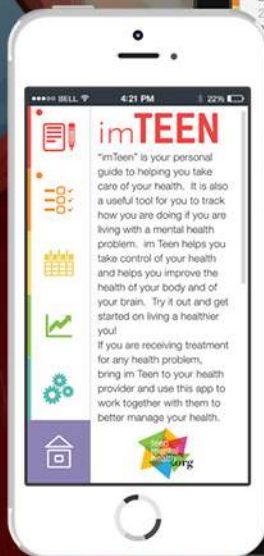 ●●●○○ BELL 4:21 PM 22%
imTEEN
"imTeen" is your personal
guide to helping you take
care of your health. It is also
a useful tool for you to track
how you are doing if you are
living with a mental health
problem. im Teen helps you
take control of your health
and helps you improve the
health of your body and of
your brain. Try it out and get
started on living a healthier
you!
If you are receiving treatment
for any health problem,
bring im Teen to your health
provider and use this app to
work together with them to
better manage your health.
teen
mental
health
.org